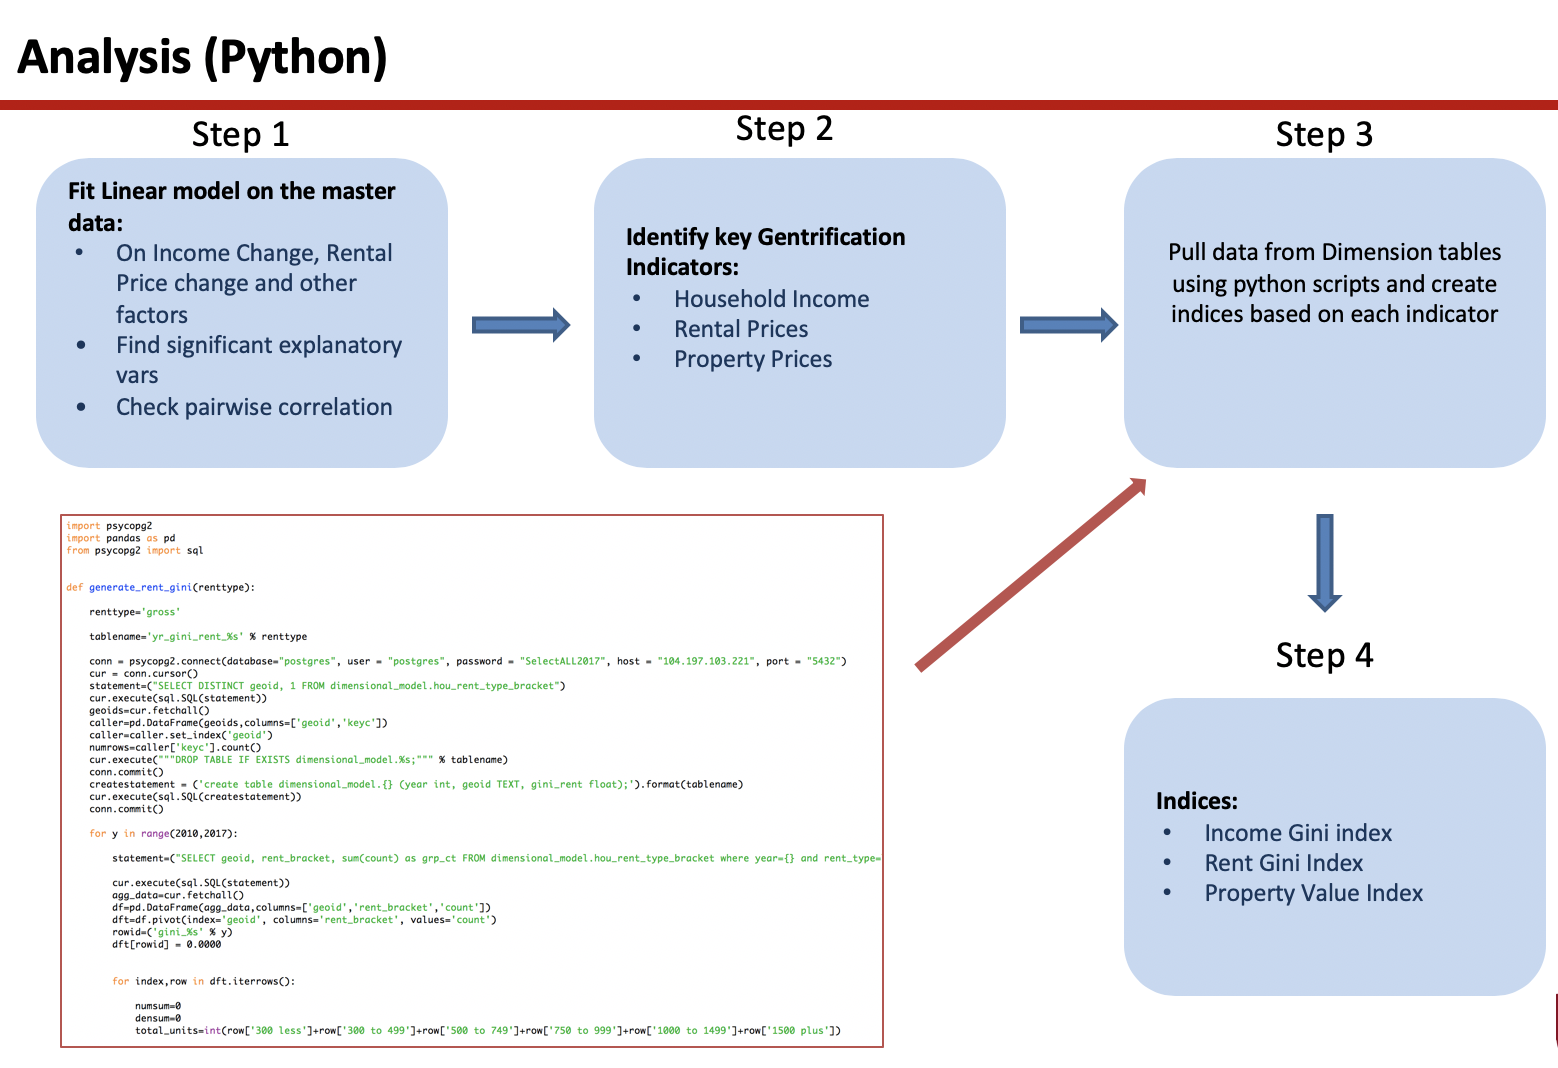 Analysis (Python)
Step 1
Fit Linear model on the master
data:
• On Income Change, Rental
Price change and other
factors
• Find significant explanatory
vars
• Check pairwise correlation
Step 2
Identify key Gentrification
Indicators:
• Household Income
• Rental Prices
• Property Prices
Step 3
Pull data from Dimension tables
using python scripts and create
indices based on each indicator
import psycopg2
import pandas as pd
from psycopg2 import sql
def generate_rent_gini(renttype):
renttype='gross'
tablename='yr_gini_rent_%s' % renttype
conn = psycopg2.connect(database="postgres", user = "postgres", password = "SelectALL2017", host = "104.197.103.221", port = "5432")
cur = conn.cursor()
statement=("SELECT DISTINCT geoid, 1 FROM dimensional_model.hou_rent_type_bracket")
cur.execute(sql.SQL(statement))
geoids=cur.fetchall()
caller=pd.DataFrame(geoids,columns=['geoid','keyc'])
caller=caller.set_index('geoid')
numrows=caller['keyc'].count()
cur.execute("""DROP TABLE IF EXISTS dimensional_model.%s;""" % tablename)
conn.commit()
createstatement = ('create table dimensional_model.{} (year int, geoid TEXT, gini_rent float);').format(tablename)
cur.execute(sql.SQL(createstatement))
conn.commit()
for y in range(2010,2017):
statement=("SELECT geoid, rent_bracket, sum(count) as grp_ct FROM dimensional_model.hou_rent_type_bracket where year={} and rent_type=
cur.execute(sql.SQL(statement))
agg_data=cur.fetchall()
df=pd.DataFrame(agg_data,columns=['geoid','rent_bracket','count'])
dft=df.pivot(index='geoid', columns='rent_bracket', values='count')
rowid=('gini_%s' % y)
dft[rowid] = 0.0000
for index,row in dft.iterrows():
numsum=0
densum=0
total_units=int(row['300 less']+row['300 to 499']+row['500 to 749']+row['750 to 999']+row['1000 to 1499']+row['1500 plus'])
Step 4
Indices:
• Income Gini index
• Rent Gini Index
• Property Value Index